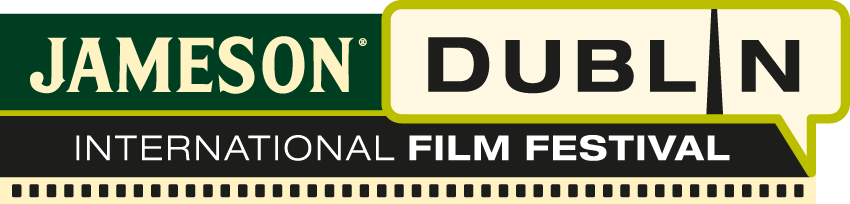 JAMESON® DUBLIN
INTERNATIONAL FILM FESTIVAL